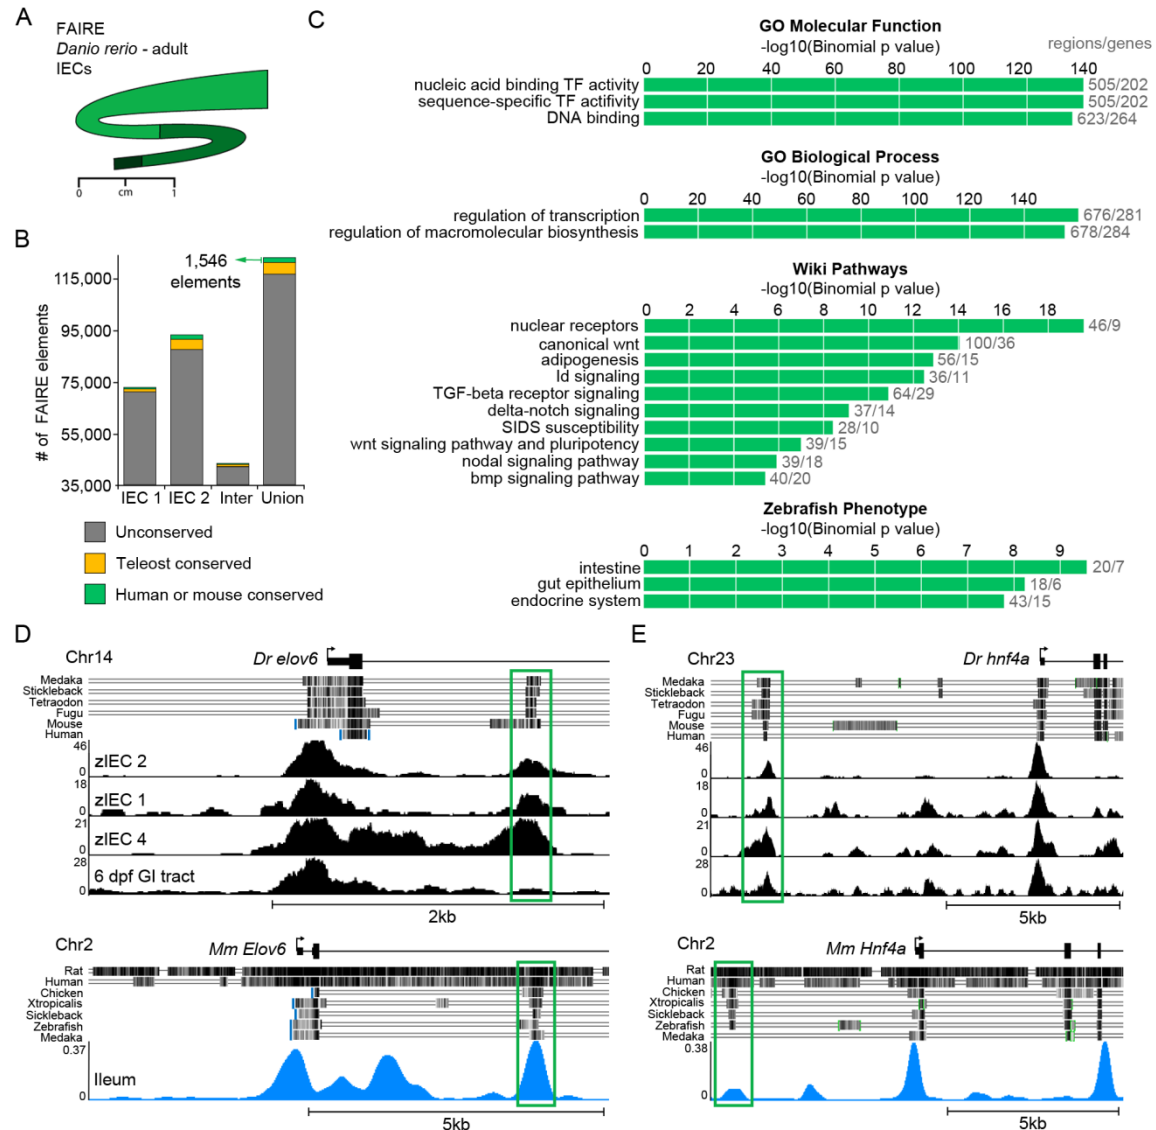 A
FAIRE
Danio rerio - adult
IECs
0 cm 1
B
1,546
elements
# of FAIRE elements
115,000
95,000
75,000
55,000
35,000
IEC 1 IEC 2 Inter Union
Unconserved
Teleost conserved
Human or mouse conserved
C
GO Molecular Function
-log10(Binomial p value)
regions/genes
0 20 40 60 80 100 120 140
nucleic acid binding TF activity 505/202
sequence-specific TF actifivity 505/202
DNA binding 623/264
GO Biological Process
-log10(Binomial p value)
0 20 40 60 80 100 120 140
regulation of transcription 676/281
regulation of macromolecular biosynthesis 678/284
Wiki Pathways
-log10(Binomial p value)
0 2 4 6 8 10 12 14 16 18
nuclear receptors 46/9
canonical wnt 100/36
adipogenesis 56/15
Id signaling 36/11
TGF-beta receptor signaling 64/29
delta-notch signaling 37/14
SIDS susceptibility 28/10
wnt signaling pathway and pluripotency 39/15
nodal signaling pathway 39/18
bmp signaling pathway 40/20
Zebrafish Phenotype
-log10(Binomial p value)
0 1 2 3 4 5 6 7 8 9
intestine 20/7
gut epithelium 18/6
endocrine system 43/15
D
Chr14 Dr elov6
Medaka
Stickleback
Tetraodon
Fugu
Mouse
Human
46
zIEC 2
0
18
zIEC 1
0
21
zIEC 4
0
28
6 dpf GI tract
0
2kb
Chr2 Mm Elov6
Rat
Human
Chicken
Xtropicalis
Sickleback
Zebrafish
Medaka
0.37
Ileum
0
5kb
E
Chr23 Dr hnf4a
Medaka
Stickleback
Tetraodon
Fugu
Mouse
Human
46
0
18
0
21
0
28
0
5kb
Chr2 Mm Hnf4a
Rat
Human
Chicken
Xtropicalis
Sickleback
Zebrafish
Medaka
0.38
0
5kb